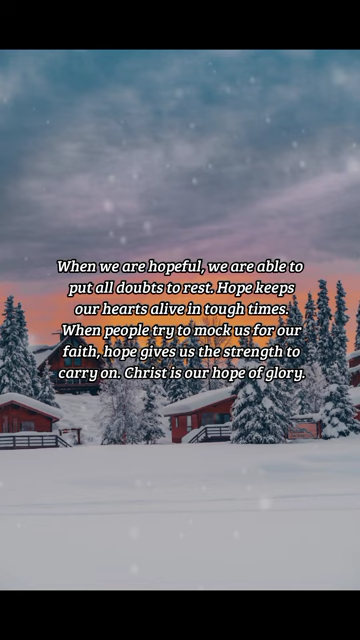 When we are hopeful, we are able to
put all doubts to rest. Hope keeps
our hearts alive in tough times.
When people try to mock us for our
faith, hope gives us the strength to
carry on. Christ is our hope of glory.